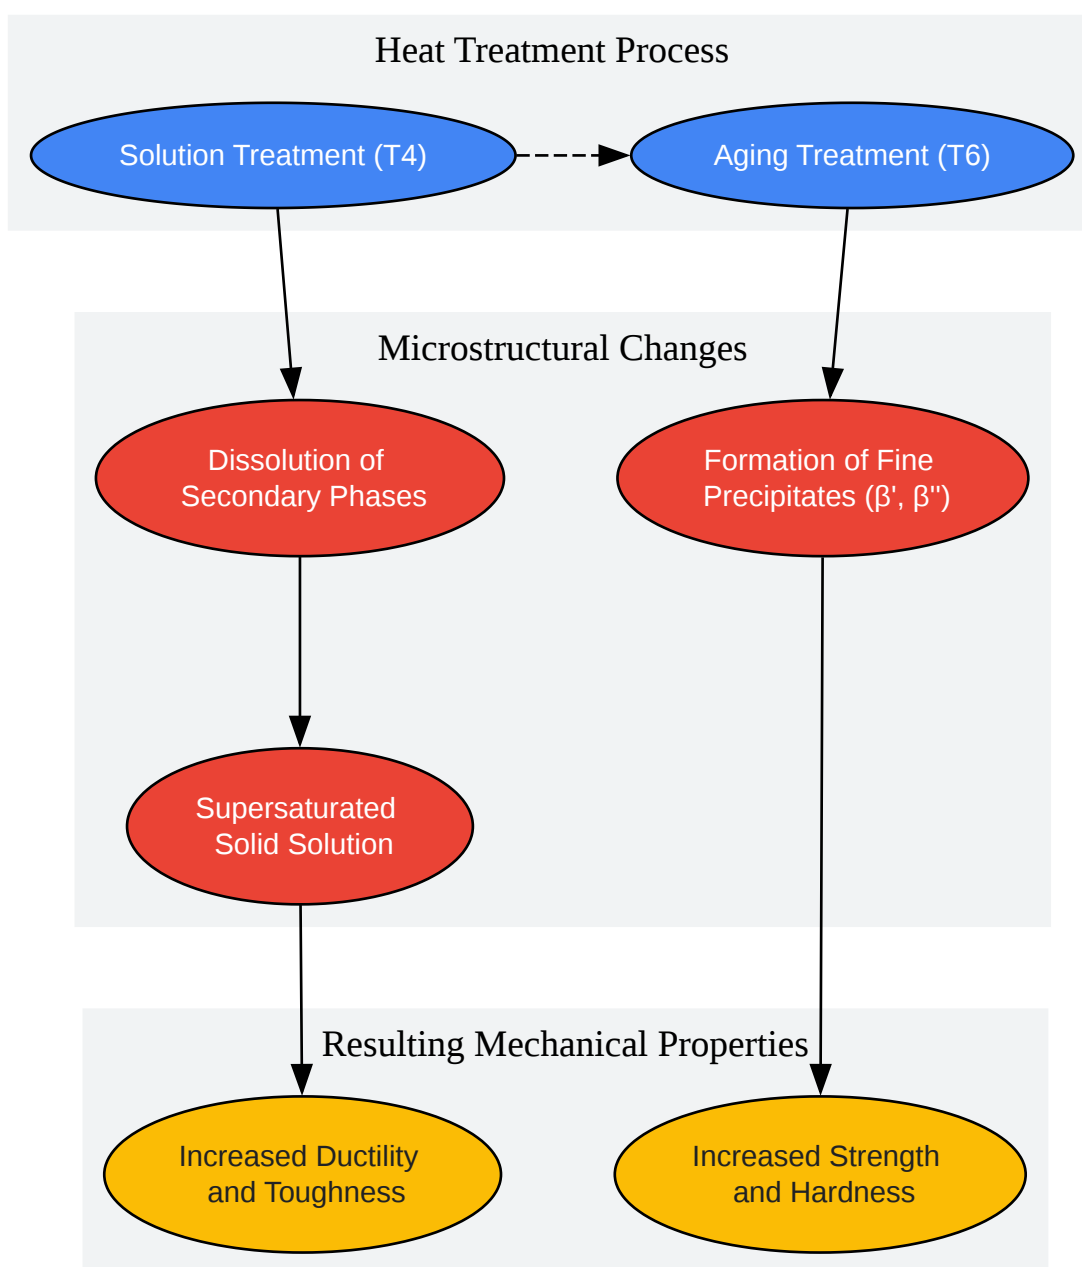 Heat Treatment Process
Solution Treatment (T4)
Aging Treatment (T6)
Microstructural Changes
Dissolution of
Secondary Phases
Formation of Fine
Precipitates (β', β'')
Supersaturated
Solid Solution
Resulting Mechanical Properties
Increased Ductility
and Toughness
Increased Strength
and Hardness